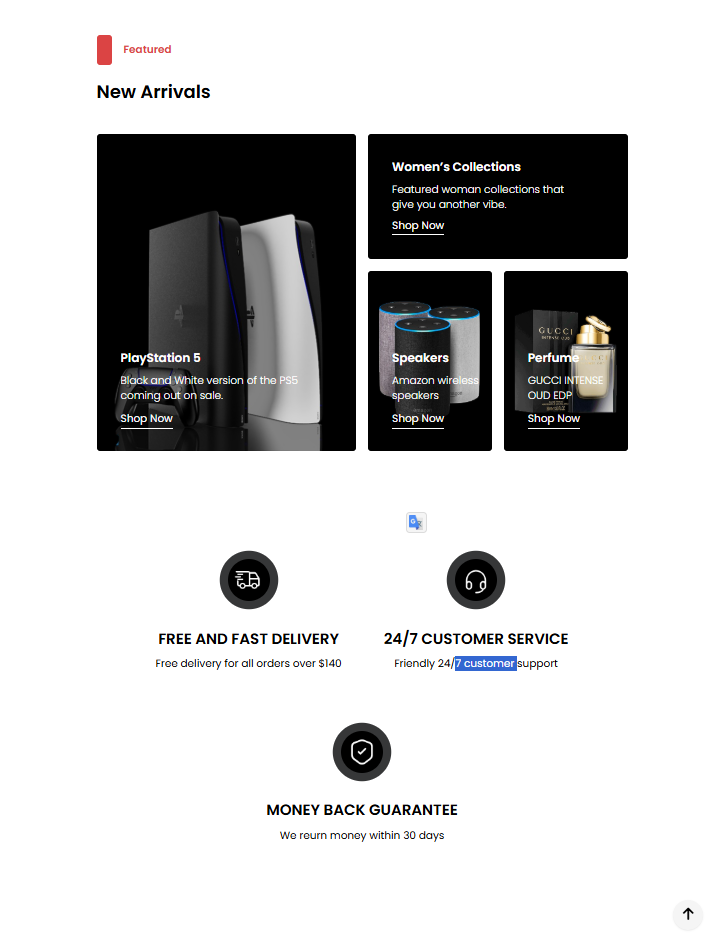 Featured
New Arrivals
Women’s Collections
Featured woman collections that
give you another vibe.
Shop Now
PlayStation 5
Black and White version of the PS5
coming out on sale.
Shop Now
Speakers
Amazon wireless
speakers
Shop Now
GUCCI
INTENSE OUD
Perfume
GUCCI INTENSE
OUD EDP
Shop Now
FREE AND FAST DELIVERY
Free delivery for all orders over $140
24/7 CUSTOMER SERVICE
Friendly 24/7 customer support
MONEY BACK GUARANTEE
We reurn money within 30 days